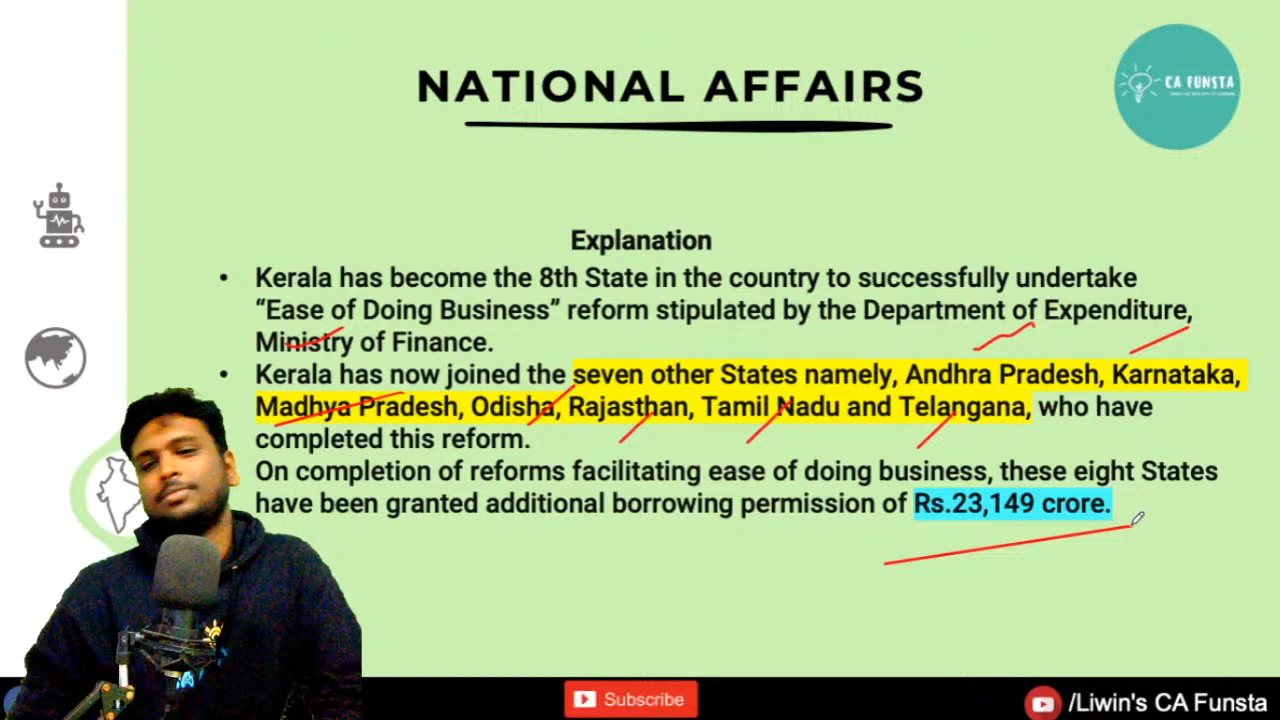 NATIONAL AFFAIRS
CA FUNSTA
Explanation
• Kerala has become the 8th State in the country to successfully undertake
“Ease of Doing Business” reform stipulated by the Department of Expenditure,
Ministry of Finance.
• Kerala has now joined the seven other States namely, Andhra Pradesh, Karnataka,
Madhya Pradesh, Odisha, Rajasthan, Tamil Nadu and Telangana, who have
completed this reform.
On completion of reforms facilitating ease of doing business, these eight States
have been granted additional borrowing permission of Rs.23,149 crore.
Subscribe
/Liwin's CA Funsta